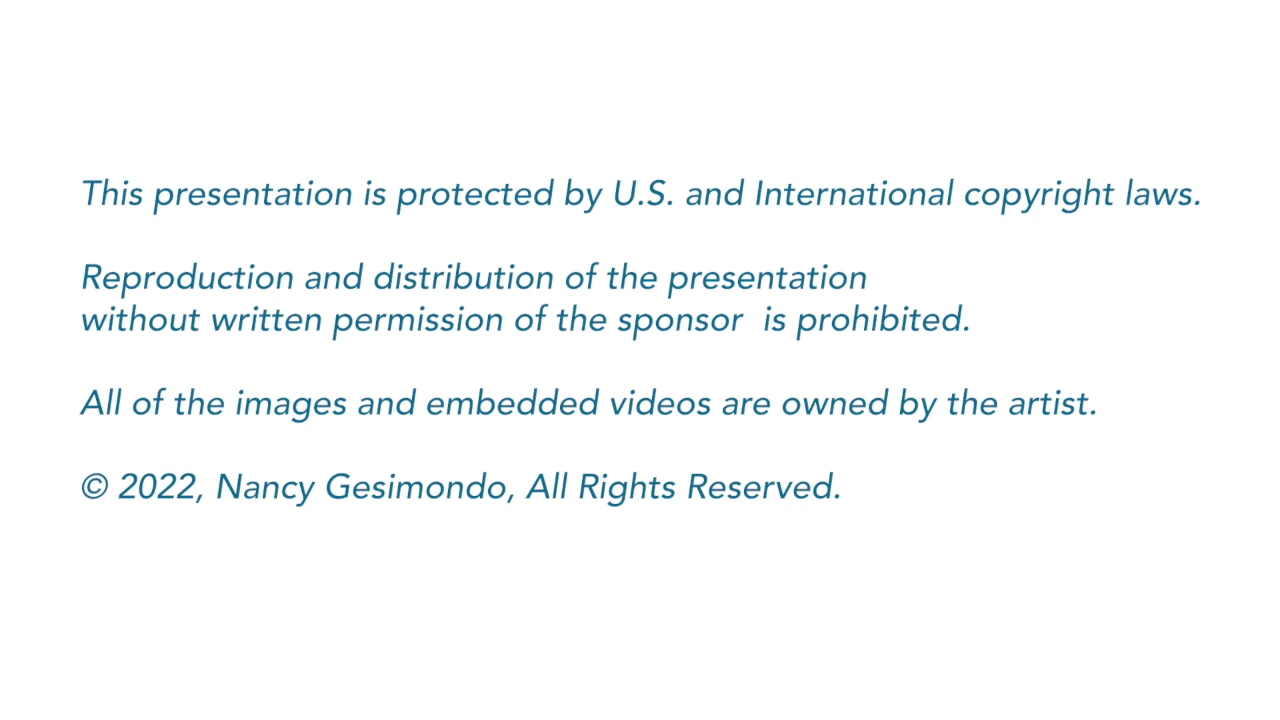 This presentation is protected by U.S. and International copyright laws.
Reproduction and distribution of the presentation
without written permission of the sponsor  is prohibited.
All of the images and embedded videos are owned by the artist.
© 2022, Nancy Gesimondo, All Rights Reserved.